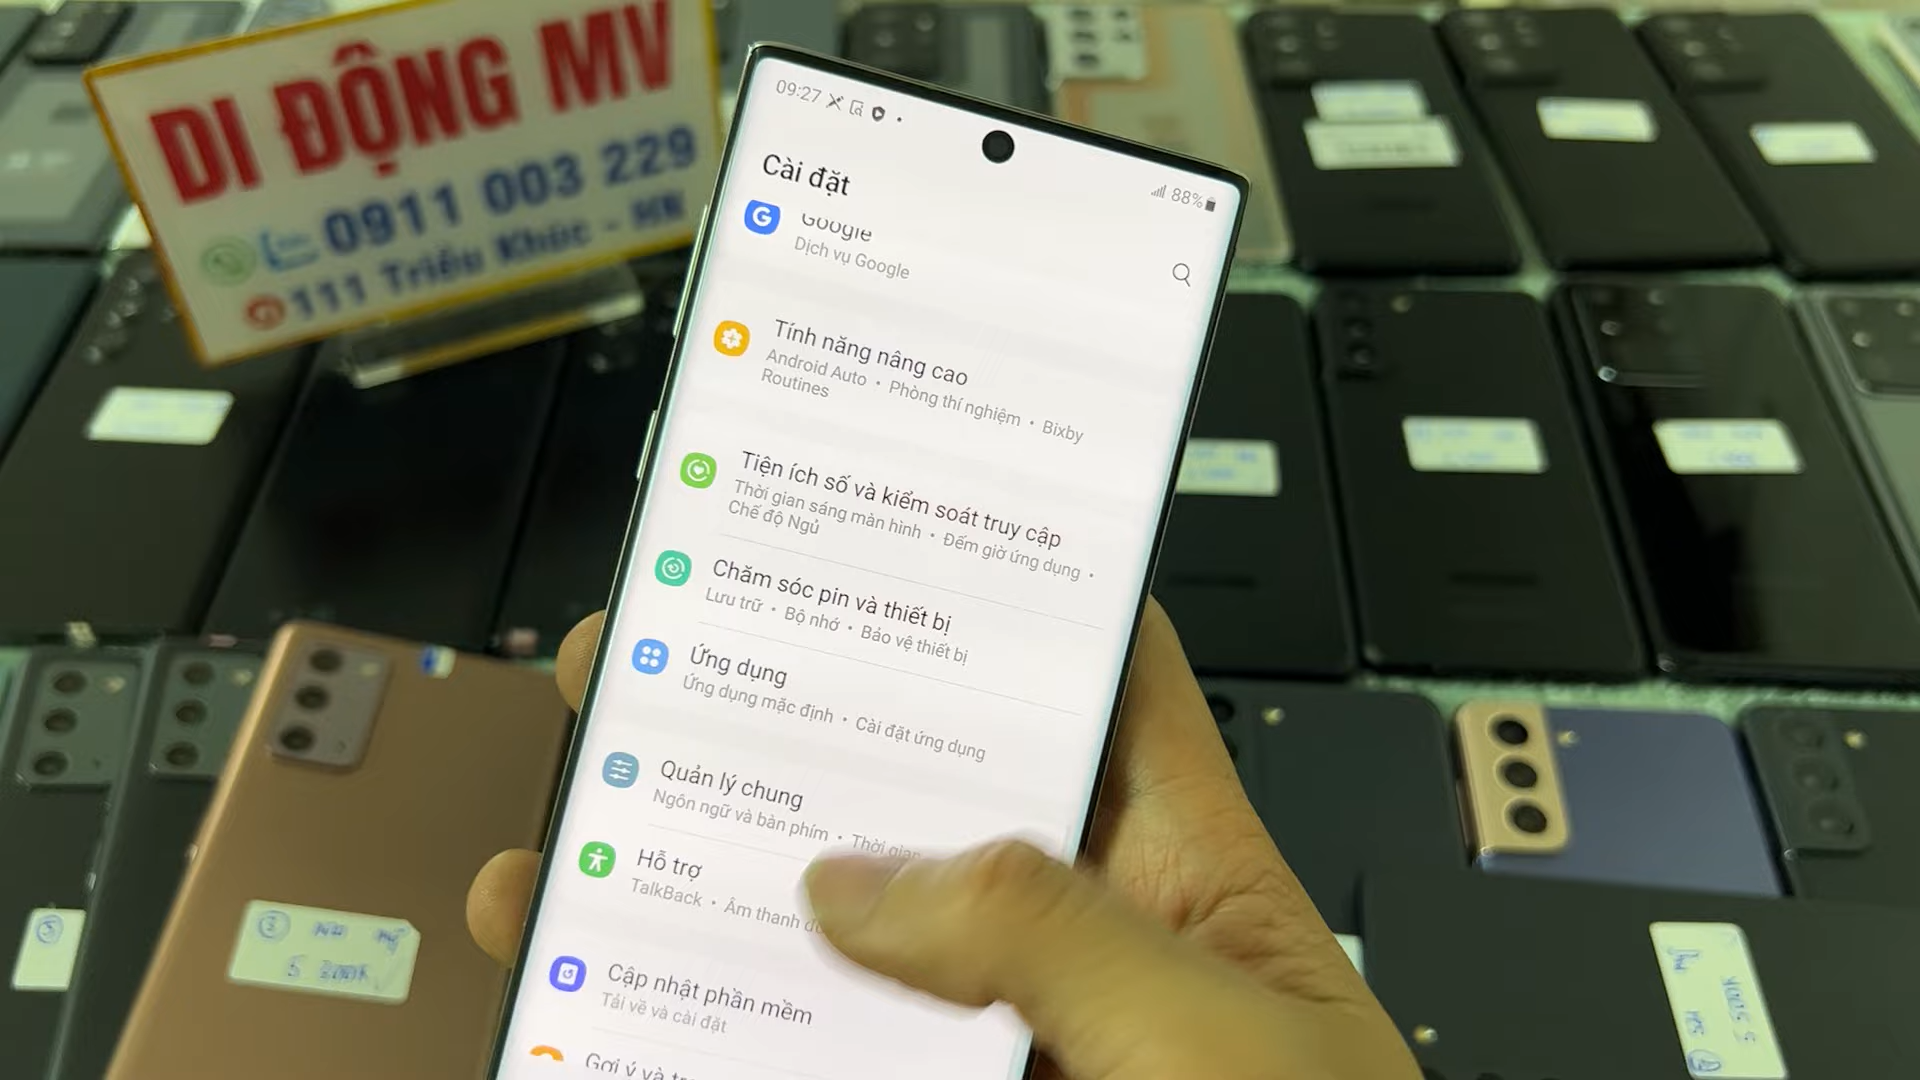 DI ĐỘNG MV
0911 003 229
111 Triều Khúc - HN
09:27
88%
Cài đặt
Google
Dịch vụ Google
Tính năng nâng cao
Android Auto • Phòng thí nghiệm • Bixby
Routines
Tiện ích số và kiểm soát truy cập
Thời gian sáng màn hình • Đếm giờ ứng dụng •
Chế độ Ngủ
Chăm sóc pin và thiết bị
Lưu trữ • Bộ nhớ • Bảo vệ thiết bị
Ứng dụng
Ứng dụng mặc định • Cài đặt ứng dụng
Quản lý chung
Ngôn ngữ và bàn phím • Thời gian
Hỗ trợ
TalkBack • Âm thanh
Cập nhật phần mềm
Tải về và cài đặt
Gợi ý và